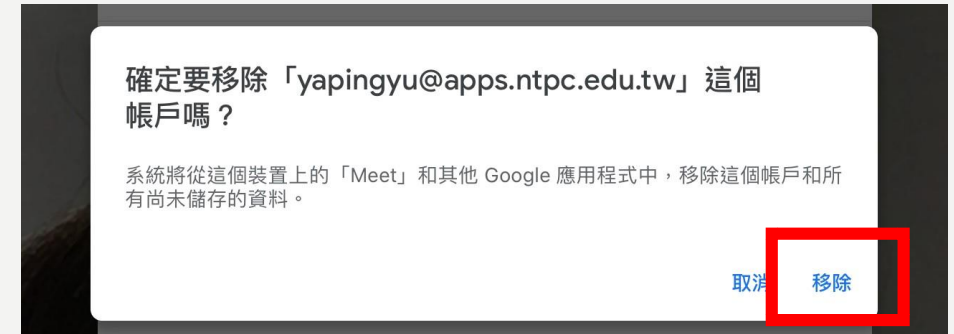 確定要移除「yapingyu@apps.ntpc.edu.tw」這個
帳戶嗎？
系統將從這個裝置上的「Meet」和其他 Google 應用程式中，移除這個帳戶和所
有尚未儲存的資料。
取消 移除